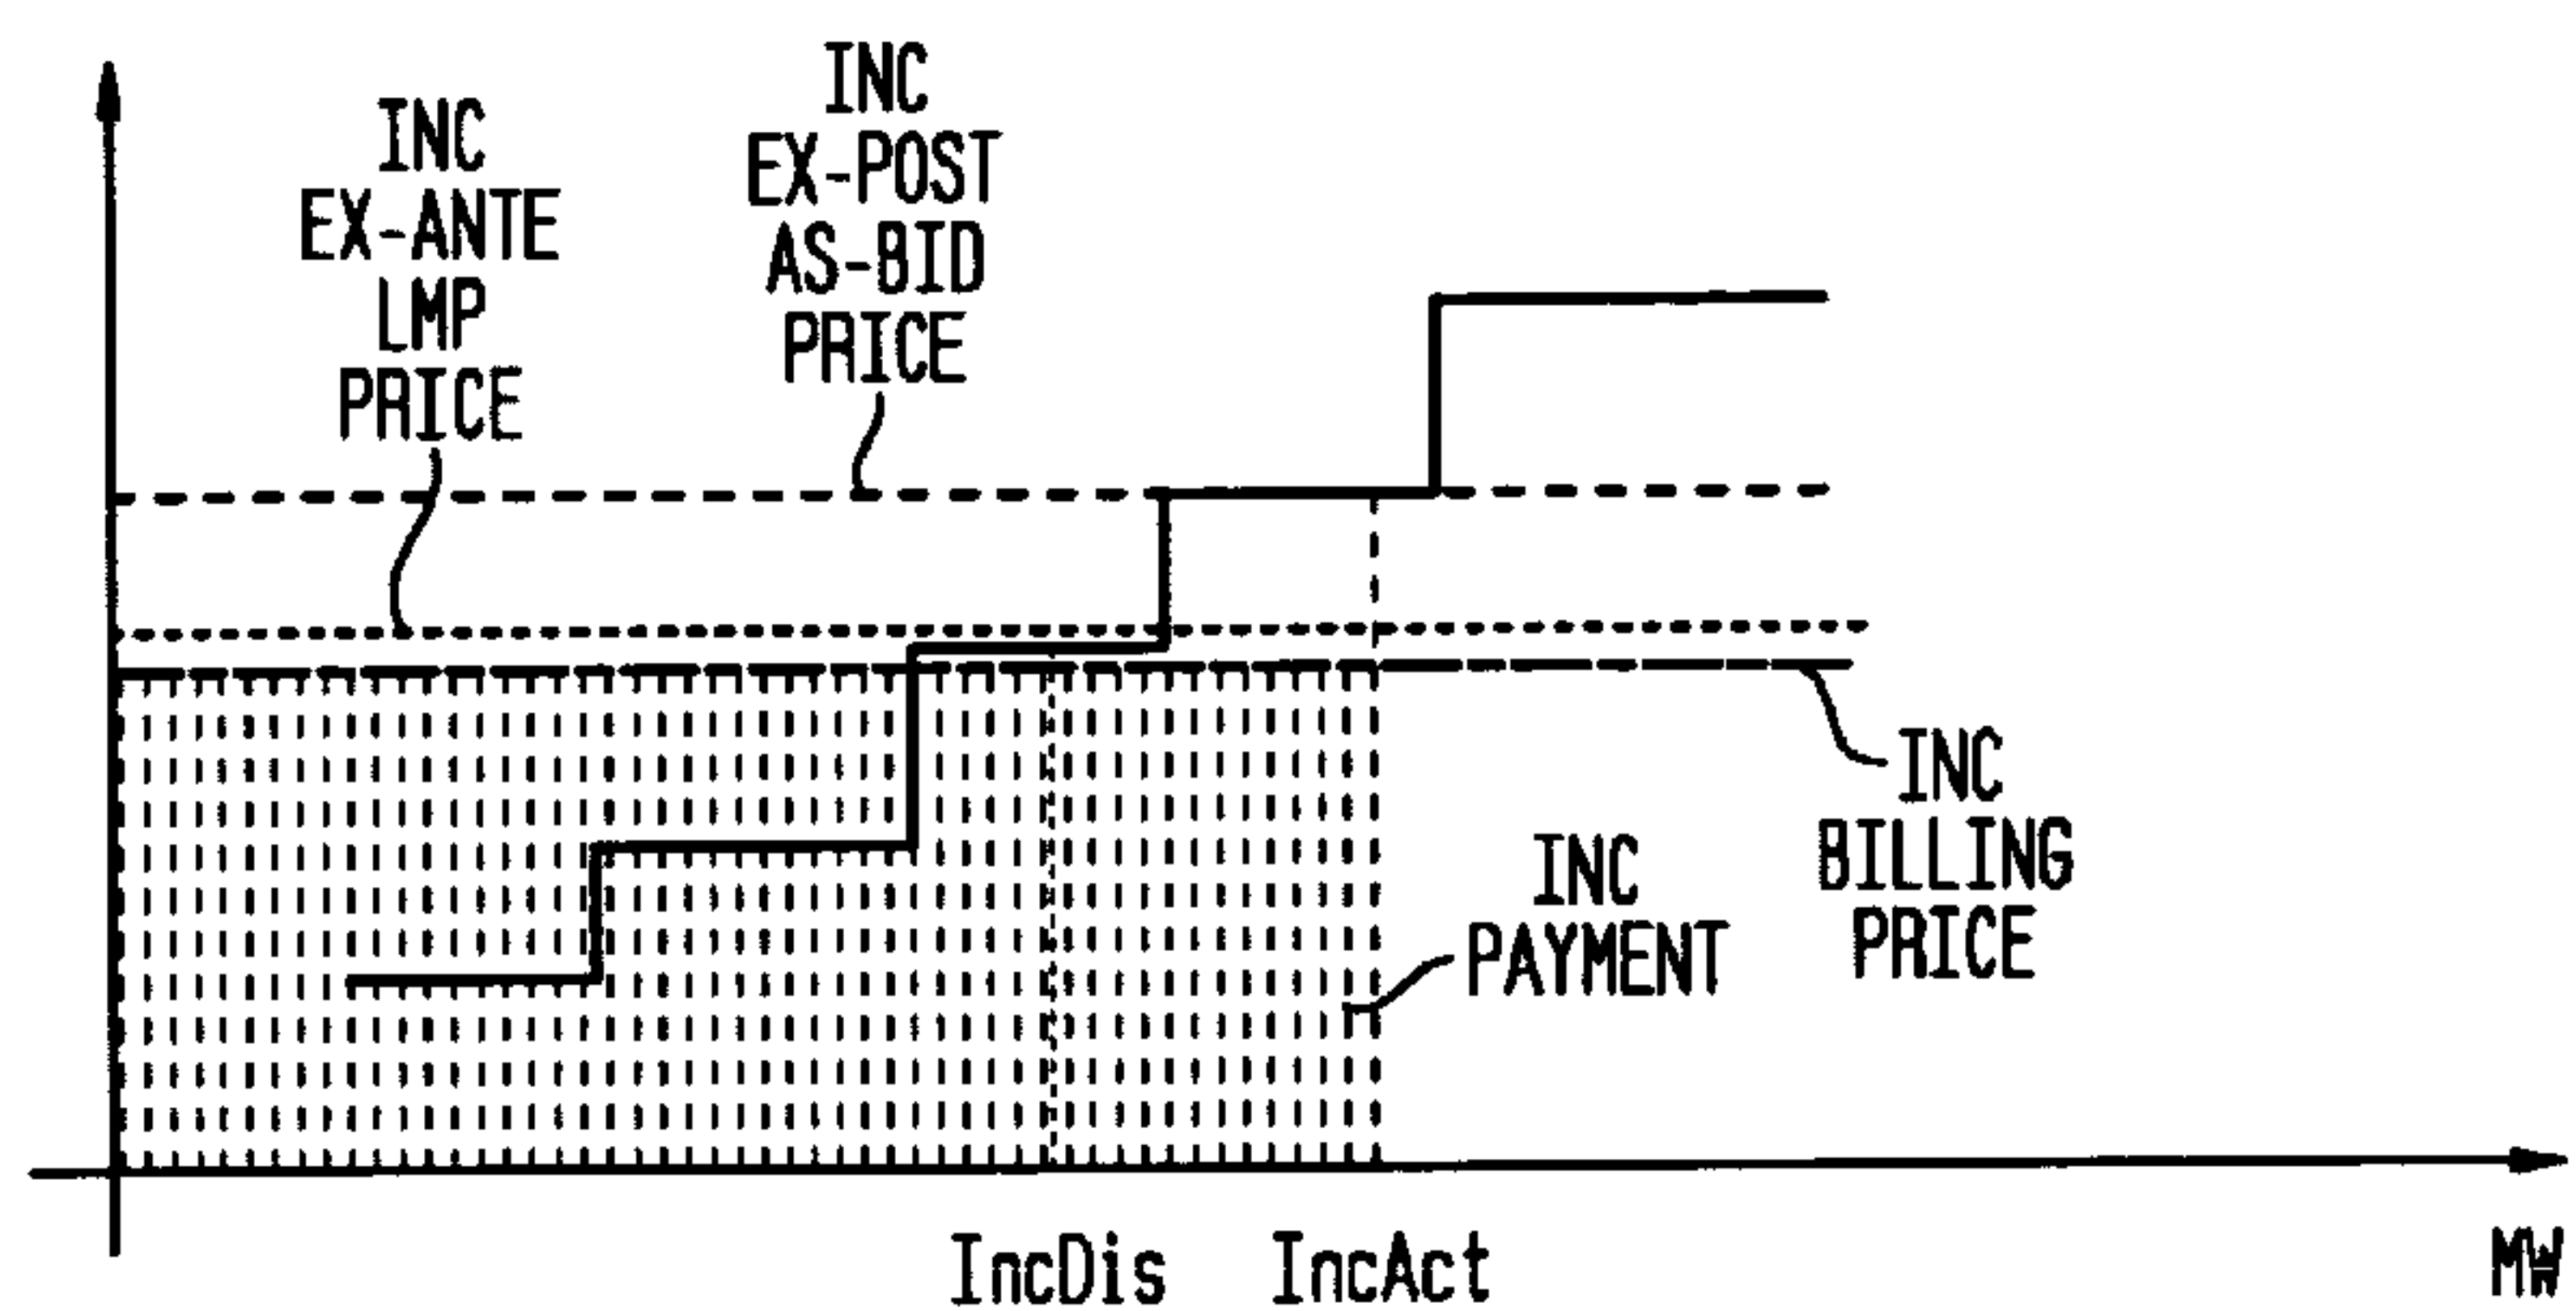 INC
EX-ANTE
LMP
PRICE
INC
EX-POST
AS-BID
PRICE
INC
BILLING
PRICE
INC
PAYMENT
IncDis
IncAct
MW